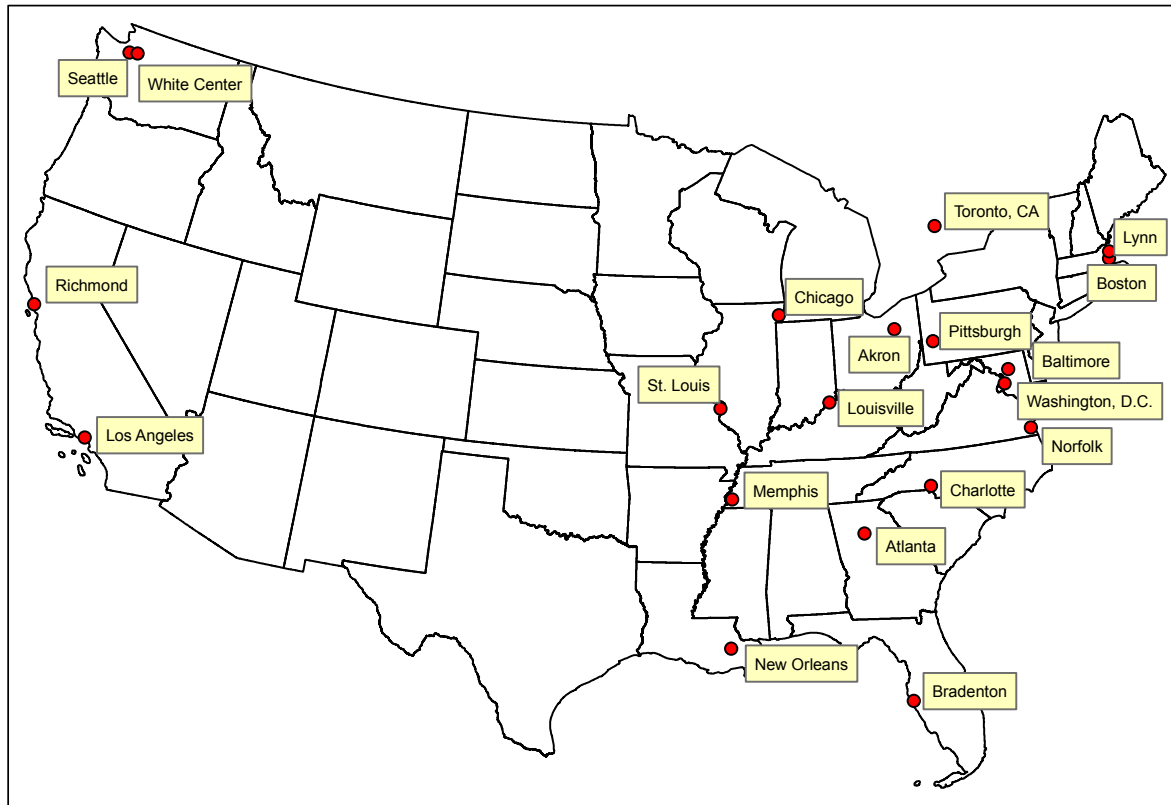 Seattle
White Center
Toronto, CA
Lynn
Boston
Richmond
Chicago
Pittsburgh
Akron
Baltimore
St. Louis
Louisville
Washington, D.C.
Los Angeles
Norfolk
Memphis
Charlotte
Atlanta
New Orleans
Bradenton